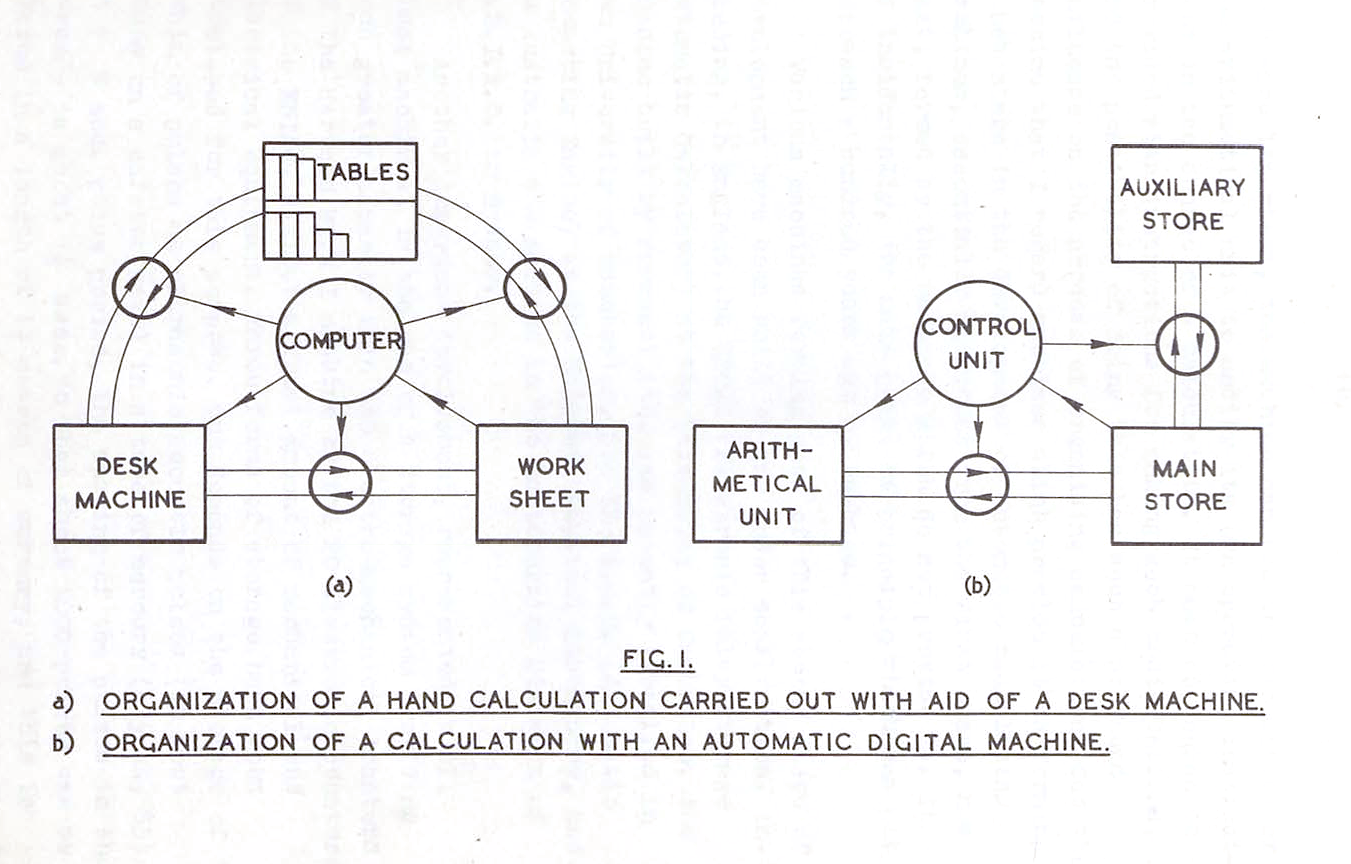 TABLES
COMPUTER
DESK
MACHINE
WORK
SHEET
(a)
AUXILIARY
STORE
CONTROL
UNIT
ARITH-
METICAL
UNIT
MAIN
STORE
(b)
FIG. 1.
a) ORGANIZATION OF A HAND CALCULATION CARRIED OUT WITH AID OF A DESK MACHINE.
b) ORGANIZATION OF A CALCULATION WITH AN AUTOMATIC DIGITAL MACHINE.